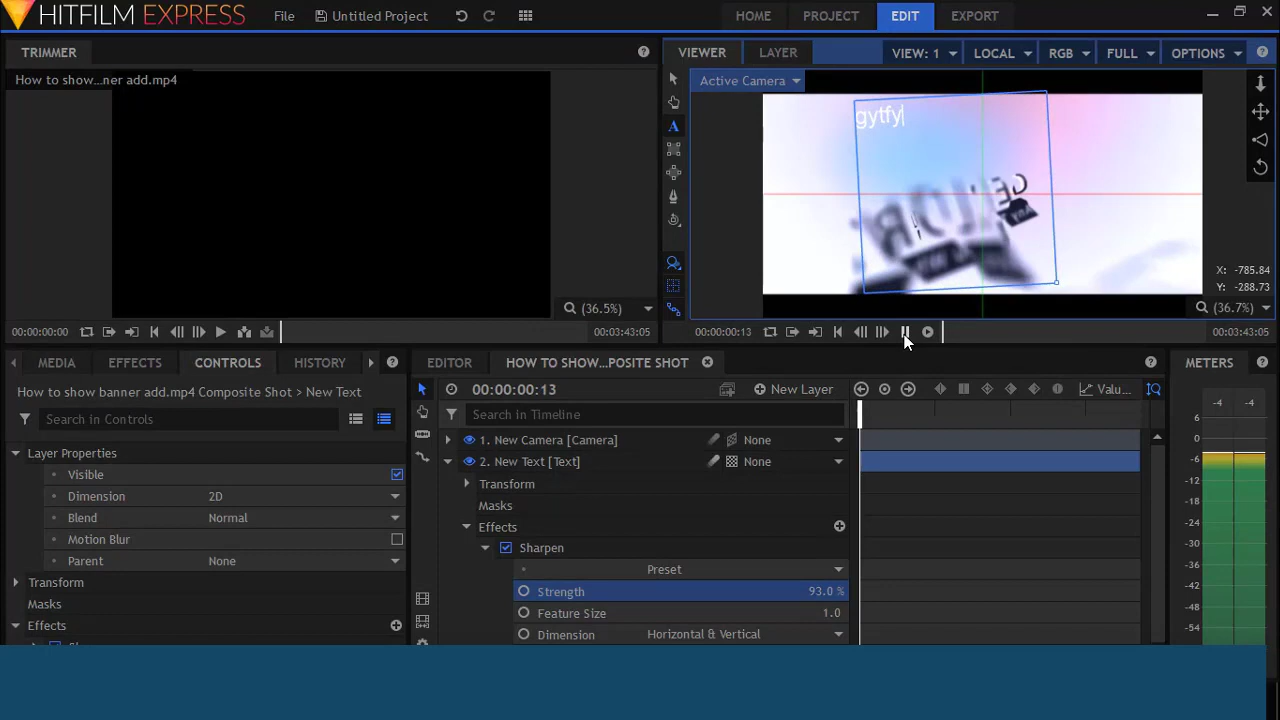 HITFILM EXPRESS File Untitled Project HOME PROJECT EDIT EXPORT
TRIMMER
How to show...ner add.mp4
(36.5%)
00:00:00:00 00:03:43:05
VIEWER LAYER VIEW: 1 LOCAL RGB FULL OPTIONS
Active Camera
gytfy
X: -785.84
Y: -288.73
(36.7%)
00:00:00:13 00:03:43:05
MEDIA EFFECTS CONTROLS HISTORY
How to show banner add.mp4 Composite Shot > New Text
Search in Controls
Layer Properties
Visible
Dimension 2D
Blend Normal
Motion Blur
Parent None
Transform
Masks
Effects
EDITOR HOW TO SHOW...POSITE SHOT
00:00:00:13 New Layer Valu...
Search in Timeline
1. New Camera [Camera] None
2. New Text [Text] None
Transform
Masks
Effects
Sharpen
Preset
Strength 93.0 %
Feature Size 1.0
Dimension Horizontal & Vertical
METERS
-4 -4
6
0
-6
-12
-18
-24
-30
-36
-42
-48
-54